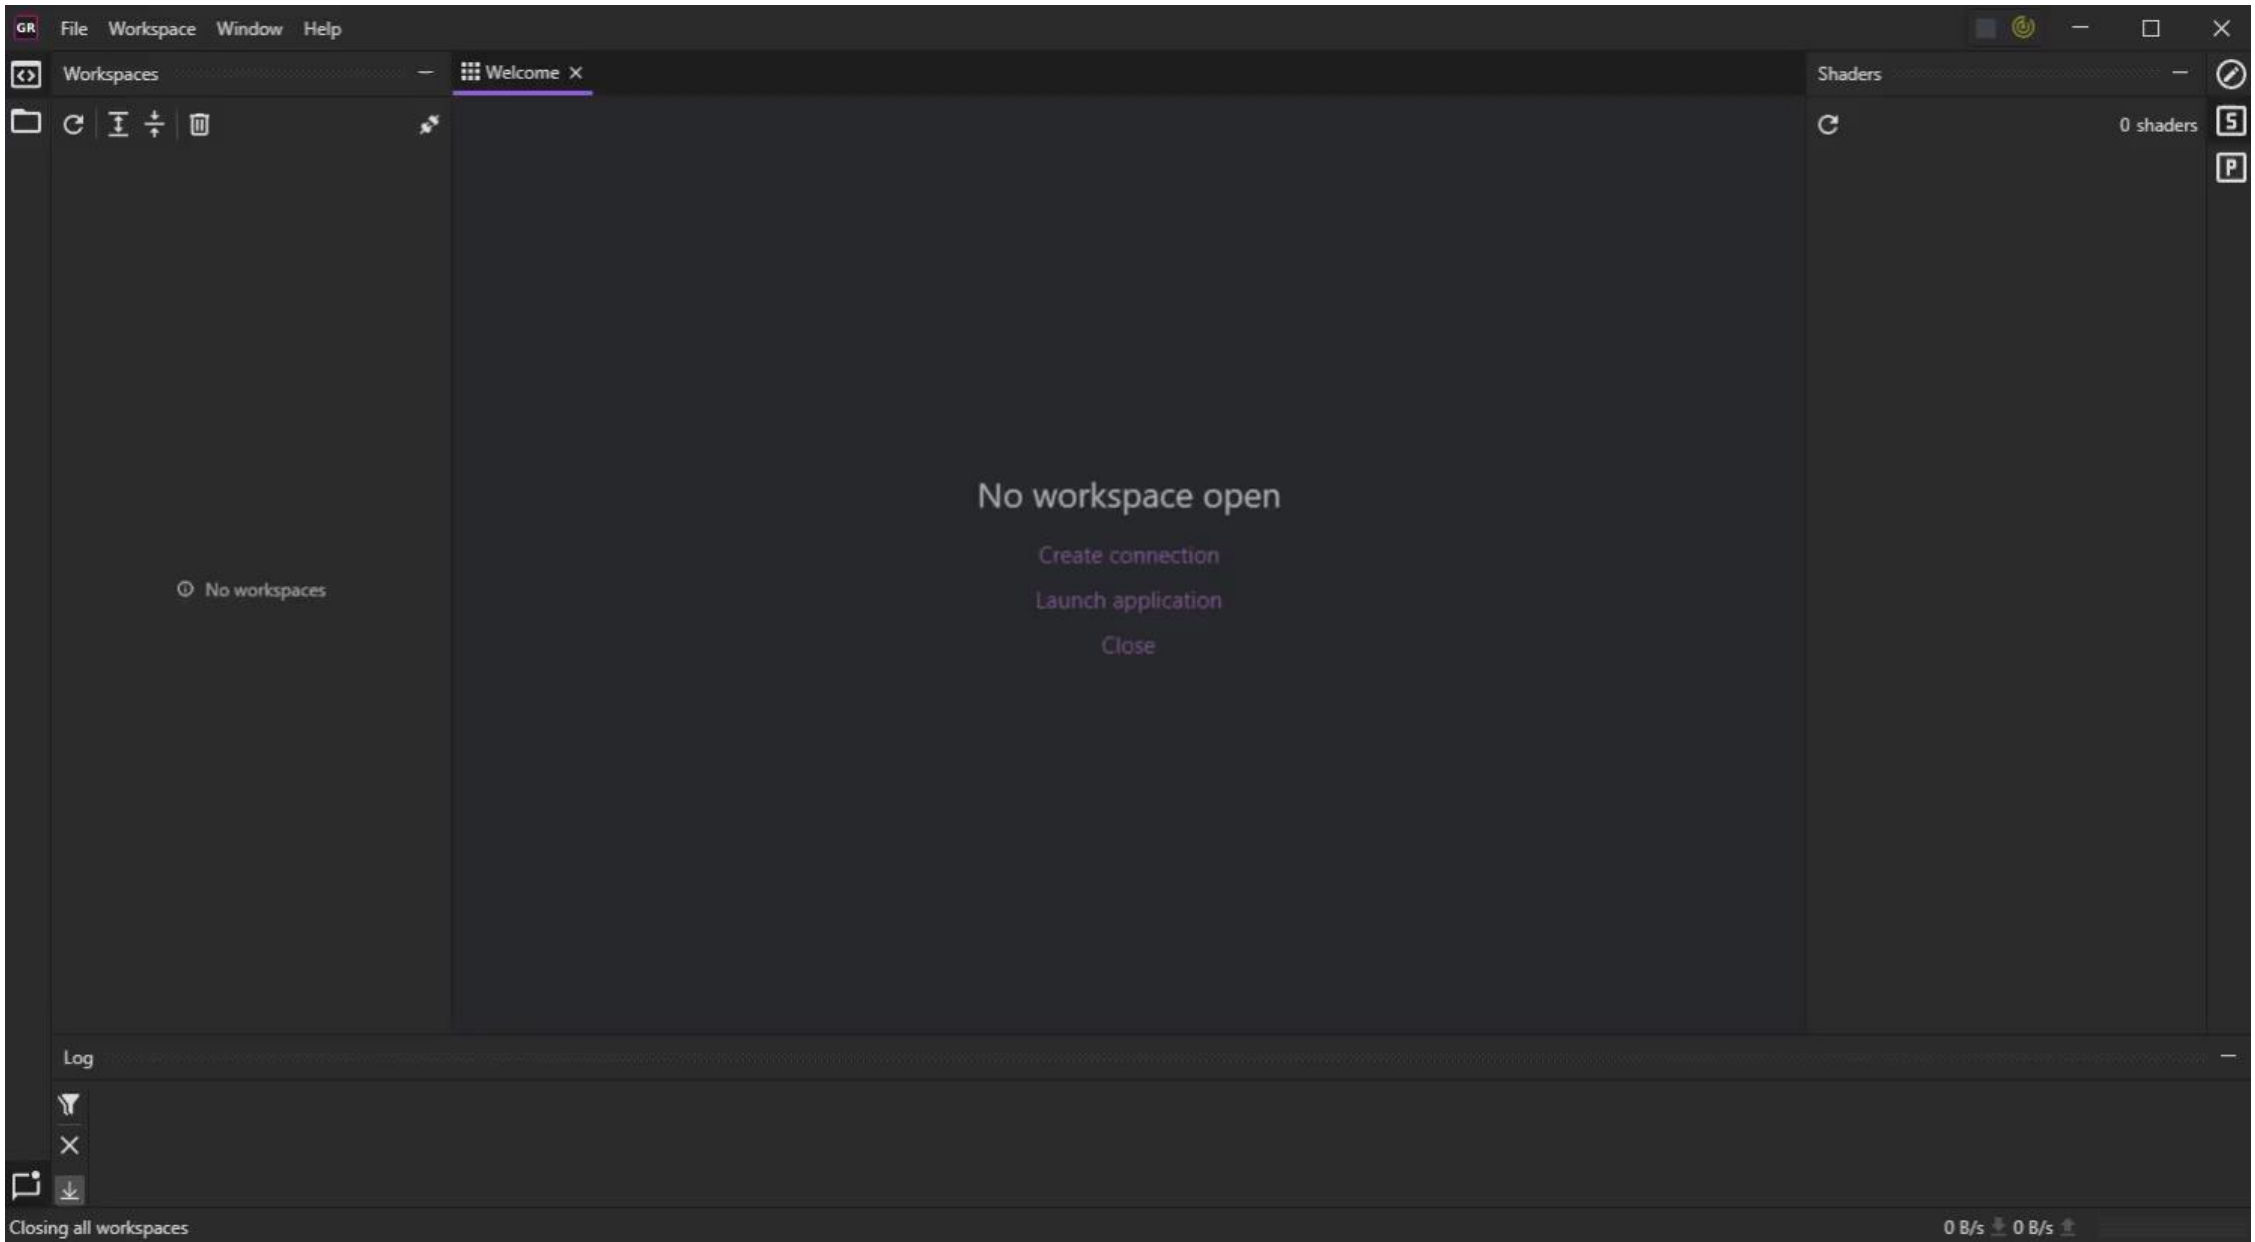 GR File Workspace Window Help
Workspaces
Welcome
Shaders
0 shaders
S
P
No workspace open
Create connection
Launch application
Close
No workspaces
Log
Closing all workspaces
0 B/s 0 B/s